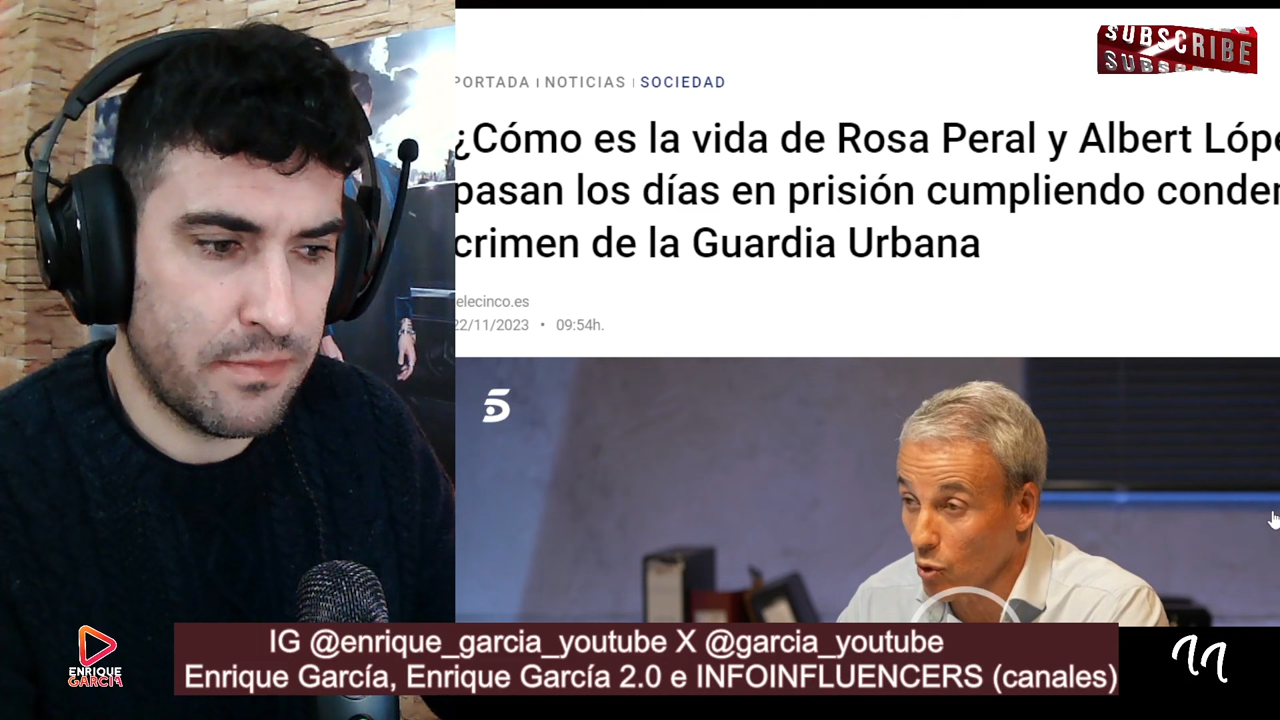 SUBSCRIBE
SUBSCRIBE
PORTADA | NOTICIAS | SOCIEDAD
¿Cómo es la vida de Rosa Peral y Albert Lópe
pasan los días en prisión cumpliendo conden
crimen de la Guardia Urbana
elecinco.es
22/11/2023 • 09:54h.
5
ENRIQUE
GARCÍA
IG @enrique_garcia_youtube X @garcia_youtube
Enrique García, Enrique García 2.0 e INFOINFLUENCERS (canales)